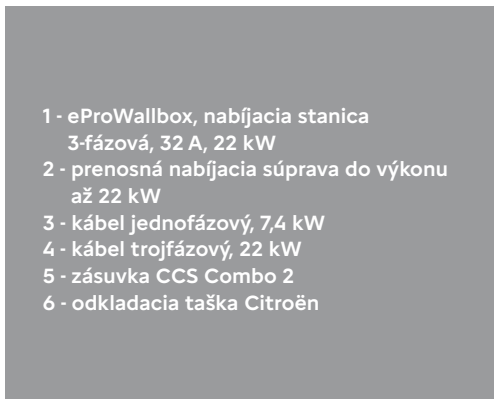 1 - eProWallbox, nabíjacia stanica
3-fázová, 32 A, 22 kW
2 - prenosná nabíjacia súprava do výkonu
až 22 kW
3 - kábel jednofázový, 7,4 kW
4 - kábel trojfázový, 22 kW
5 - zásuvka CCS Combo 2
6 - odkladacia taška Citroën